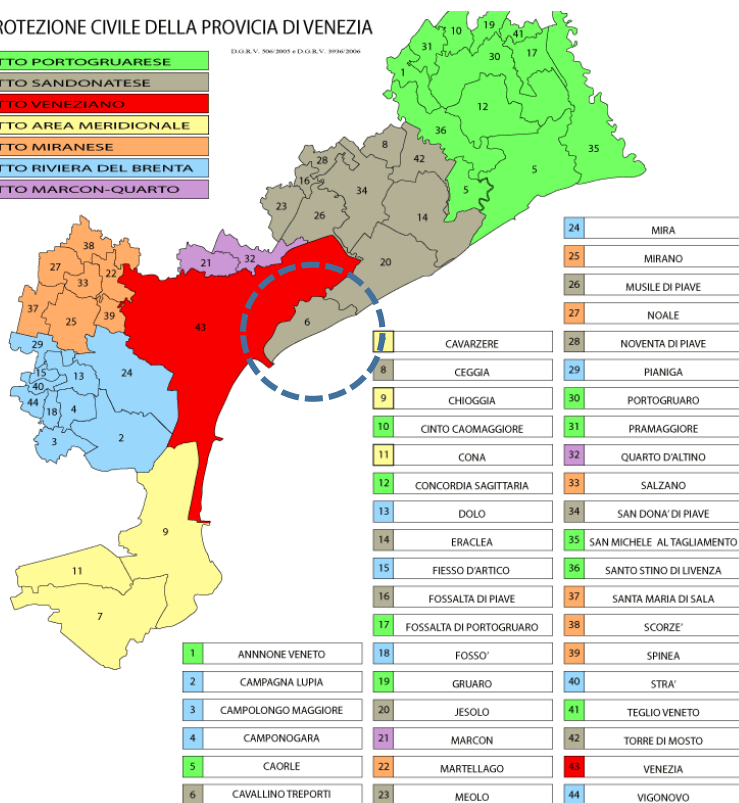 ROTEZIONE CIVILE DELLA PROVICIA DI VENEZIA
D.G.R.V. 506/2005 e D.G.R.V. 3936/2006
TTO PORTOGRUARESE
TTO SANDONATESE
TTO VENEZIANO
TTO AREA MERIDIONALE
TTO MIRANESE
TTO RIVIERA DEL BRENTA
TTO MARCON-QUARTO
10
19
41
31
30
17
1
12
36
35
5
5
8
28
42
16
34
23
26
14
20
21
32
6
43
38
27
22
33
37
25
39
29
15
13
24
40
44
18
4
3
2
9
11
7
1 ANNNONE VENETO
2 CAMPAGNA LUPIA
3 CAMPOLONGO MAGGIORE
4 CAMPONOGARA
5 CAORLE
6 CAVALLINO TREPORTI
CAVARZERE
8 CEGGIA
9 CHIOGGIA
10 CINTO CAOMAGGIORE
11 CONA
12 CONCORDIA SAGITTARIA
13 DOLO
14 ERACLEA
15 FIESSO D'ARTICO
16 FOSSALTA DI PIAVE
17 FOSSALTA DI PORTOGRUARO
18 FOSSO'
19 GRUARO
20 JESOLO
21 MARCON
22 MARTELLAGO
23 MEOLO
24 MIRA
25 MIRANO
26 MUSILE DI PIAVE
27 NOALE
28 NOVENTA DI PIAVE
29 PIANIGA
30 PORTOGRUARO
31 PRAMAGGIORE
32 QUARTO D'ALTINO
33 SALZANO
34 SAN DONA' DI PIAVE
35 SAN MICHELE AL TAGLIAMENTO
36 SANTO STINO DI LIVENZA
37 SANTA MARIA DI SALA
38 SCORZE'
39 SPINEA
40 STRA'
41 TEGLIO VENETO
42 TORRE DI MOSTO
43 VENEZIA
44 VIGONOVO